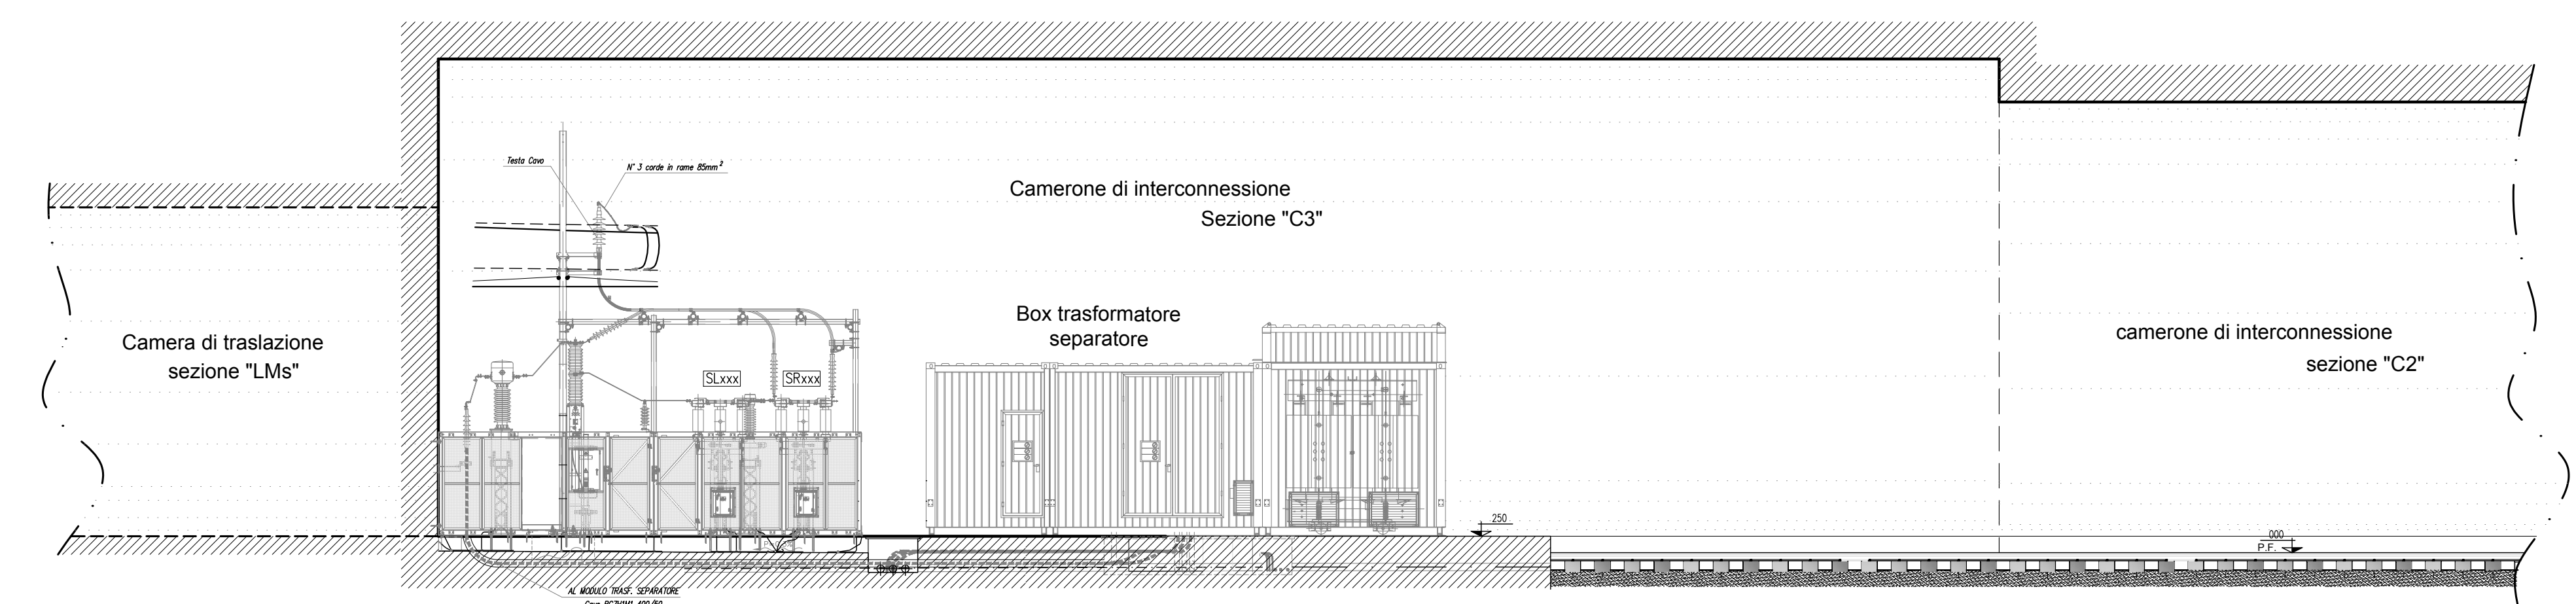 Testa Cavo
N° 3 corde in rame 85mm²
Camerone di interconnessione
Sezione "C3"
Camera di traslazione
sezione "LMs"
Box trasformatore
separatore
camerone di interconnessione
sezione "C2"
SLxxx
SRxxx
250
000
P.F.
AL MODULO TRASF. SEPARATORE